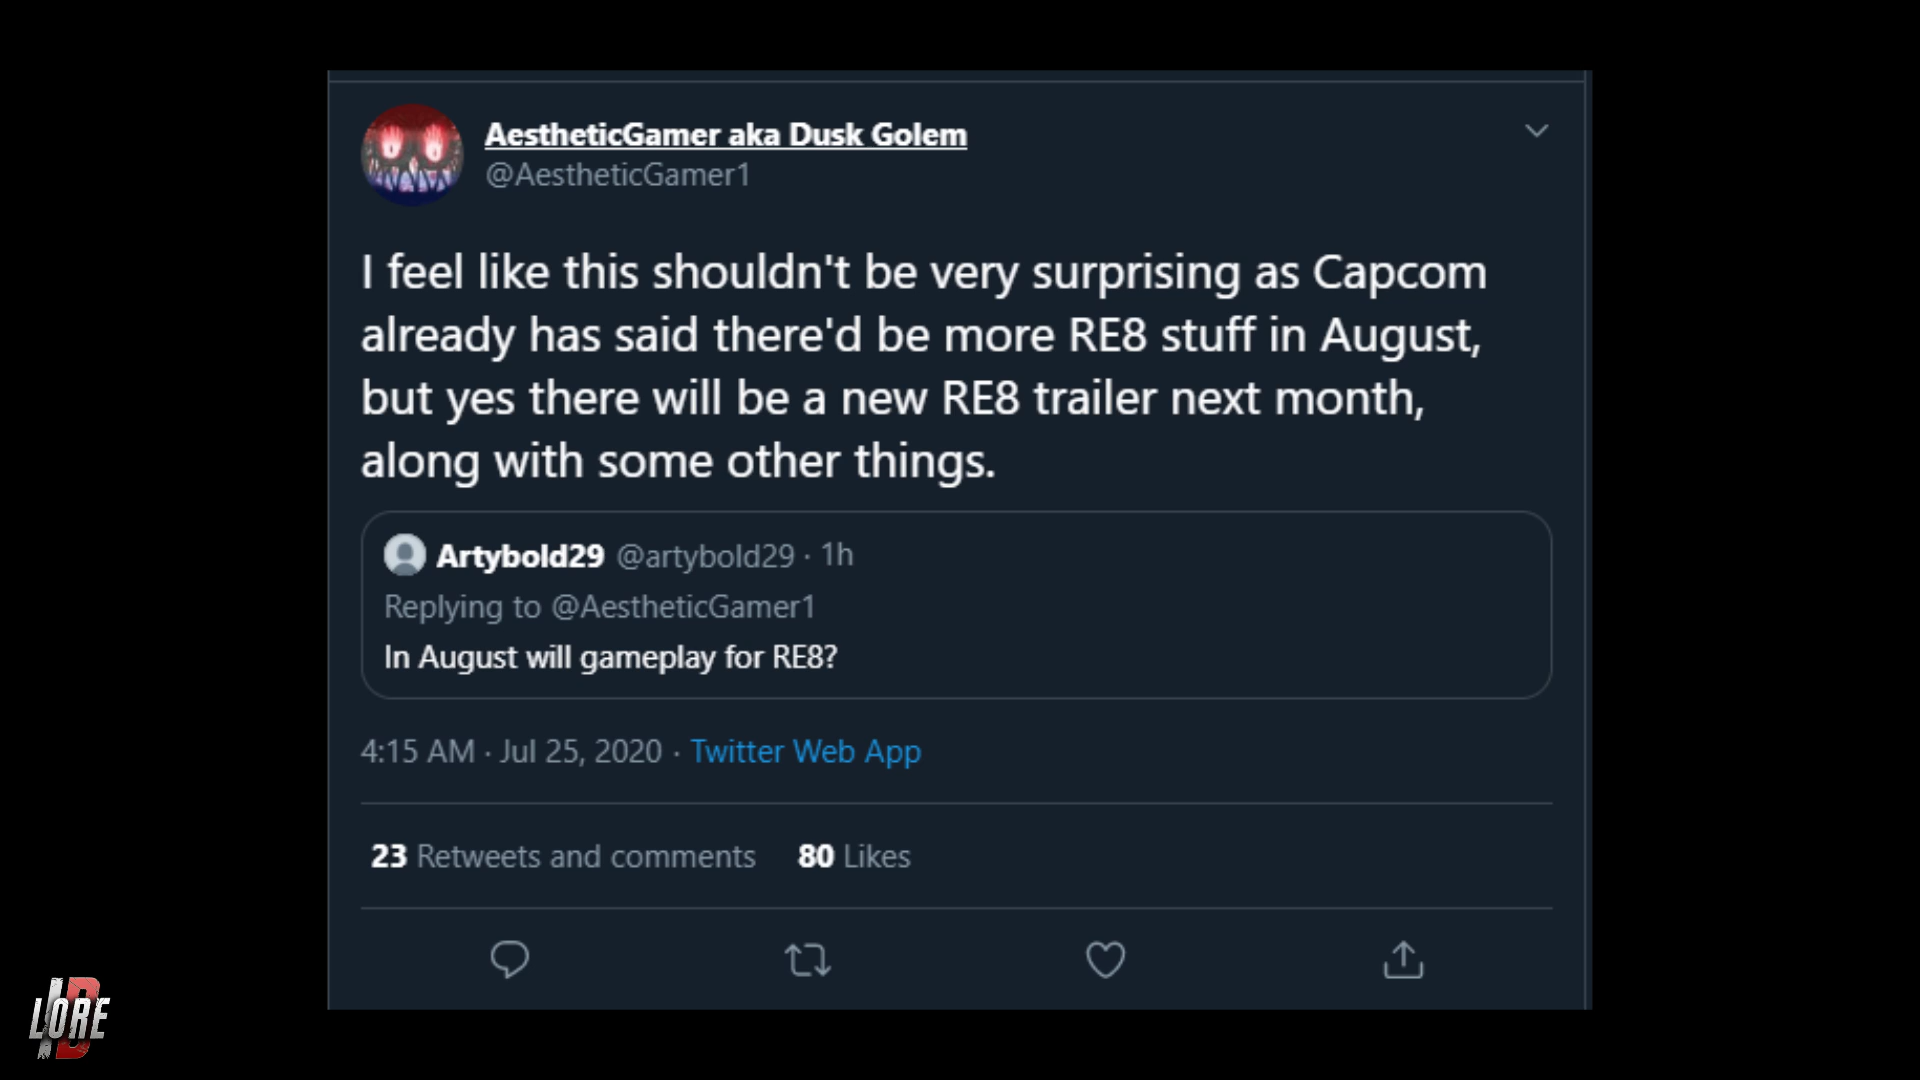 AestheticGamer aka Dusk Golem
@AestheticGamer1
I feel like this shouldn't be very surprising as Capcom
already has said there'd be more RE8 stuff in August,
but yes there will be a new RE8 trailer next month,
along with some other things.
Artybold29 @artybold29 · 1h
Replying to @AestheticGamer1
In August will gameplay for RE8?
4:15 AM · Jul 25, 2020 · Twitter Web App
23 Retweets and comments 80 Likes
LORE